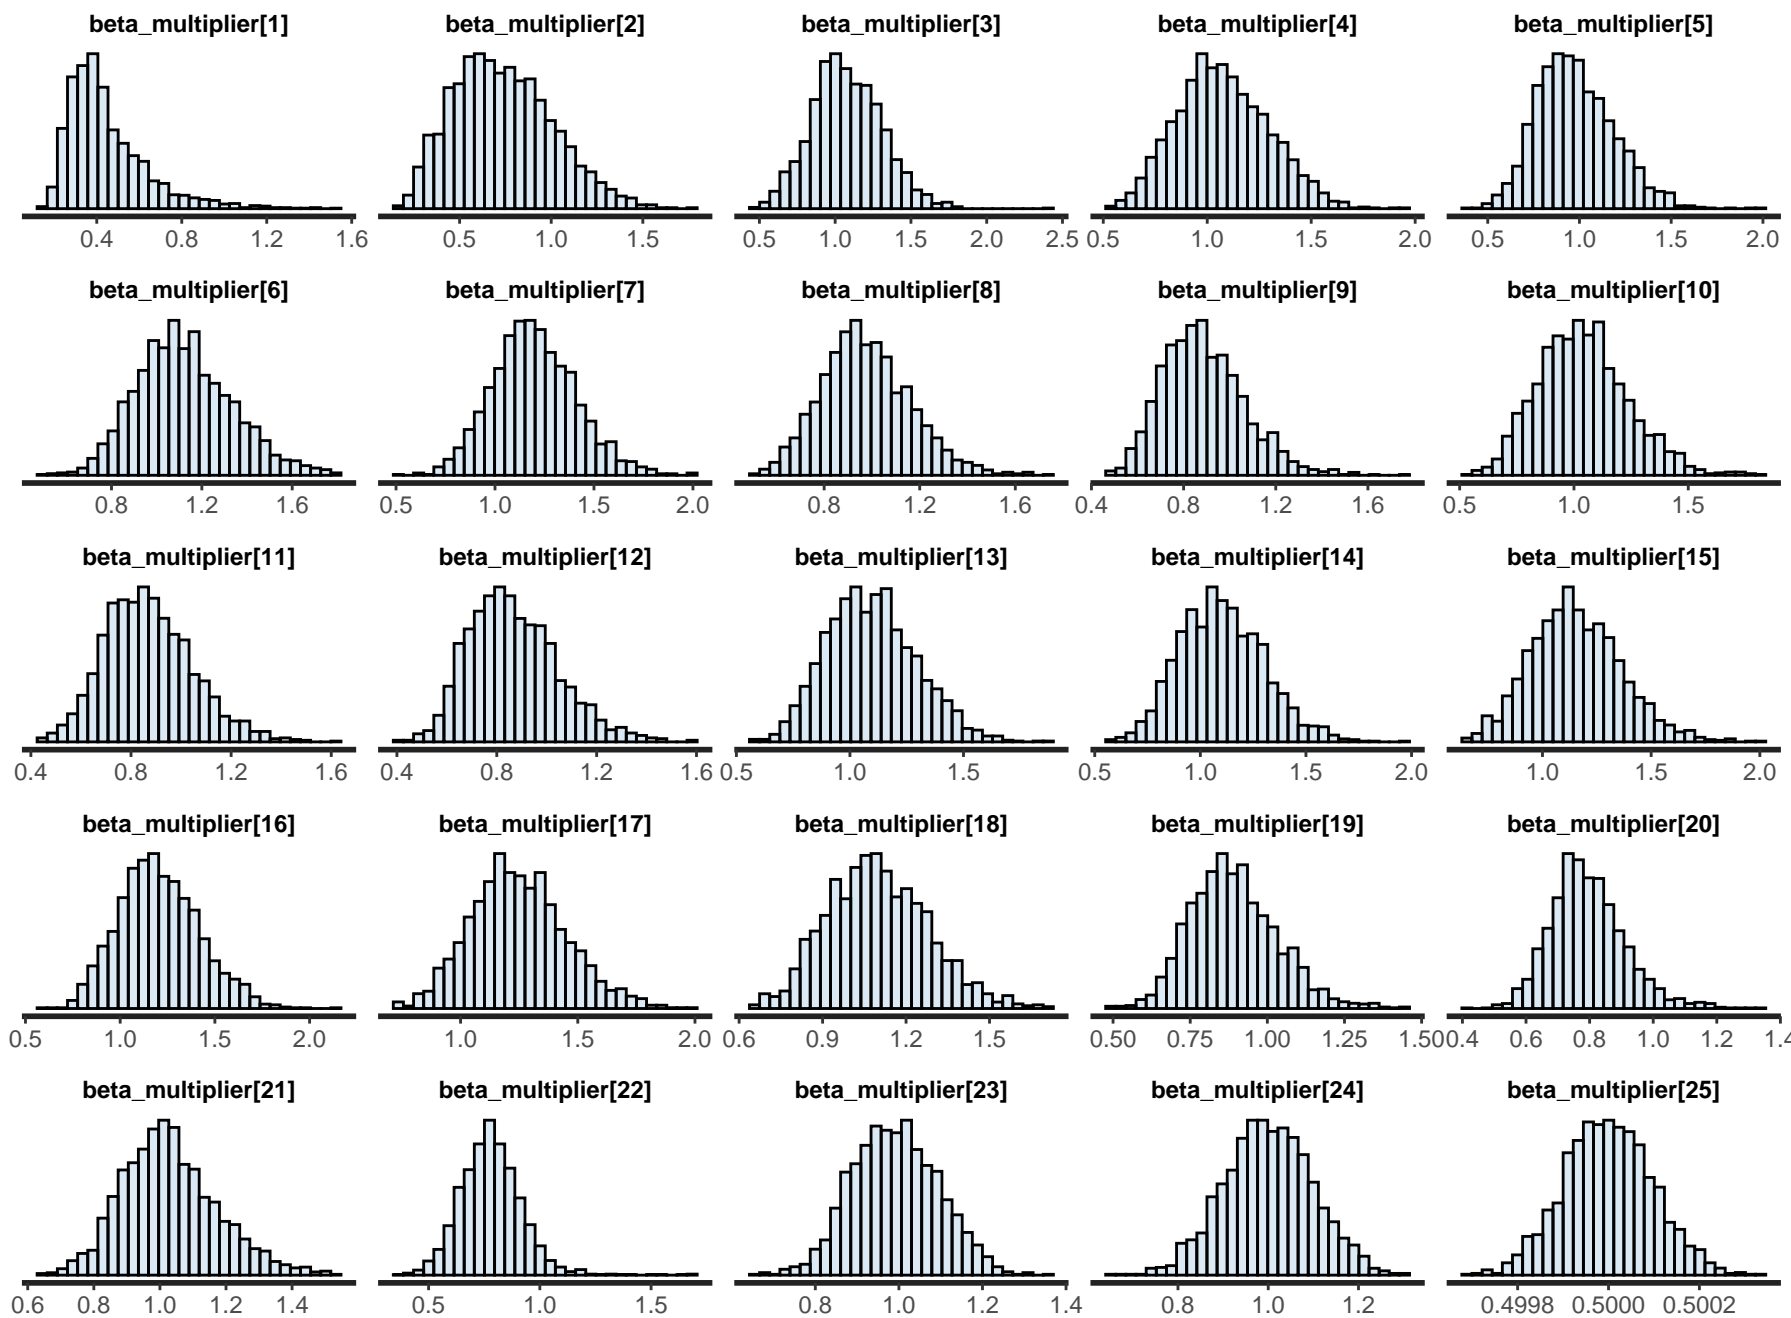 beta_multiplier[1] beta_multiplier[2] beta_multiplier[3] beta_multiplier[4] beta_multiplier[5]
0.4 0.8 1.2 1.6 0.5 1.0 1.5 0.5 1.0 1.5 2.0 2.5 0.5 1.0 1.5 2.0 0.5 1.0 1.5 2.0
beta_multiplier[6] beta_multiplier[7] beta_multiplier[8] beta_multiplier[9] beta_multiplier[10]
0.8 1.2 1.6 0.5 1.0 1.5 2.0 0.8 1.2 1.6 0.4 0.8 1.2 1.6 0.5 1.0 1.5
beta_multiplier[11] beta_multiplier[12] beta_multiplier[13] beta_multiplier[14] beta_multiplier[15]
0.4 0.8 1.2 1.6 0.4 0.8 1.2 1.6 0.5 1.0 1.5 0.5 1.0 1.5 2.0 1.0 1.5 2.0
beta_multiplier[16] beta_multiplier[17] beta_multiplier[18] beta_multiplier[19] beta_multiplier[20]
0.5 1.0 1.5 2.0 1.0 1.5 2.0 0.6 0.9 1.2 1.5 0.50 0.75 1.00 1.25 1.50 0.4 0.6 0.8 1.0 1.2 1.4
beta_multiplier[21] beta_multiplier[22] beta_multiplier[23] beta_multiplier[24] beta_multiplier[25]
0.6 0.8 1.0 1.2 1.4 0.5 1.0 1.5 0.8 1.0 1.2 1.4 0.8 1.0 1.2 0.4998 0.5000 0.5002